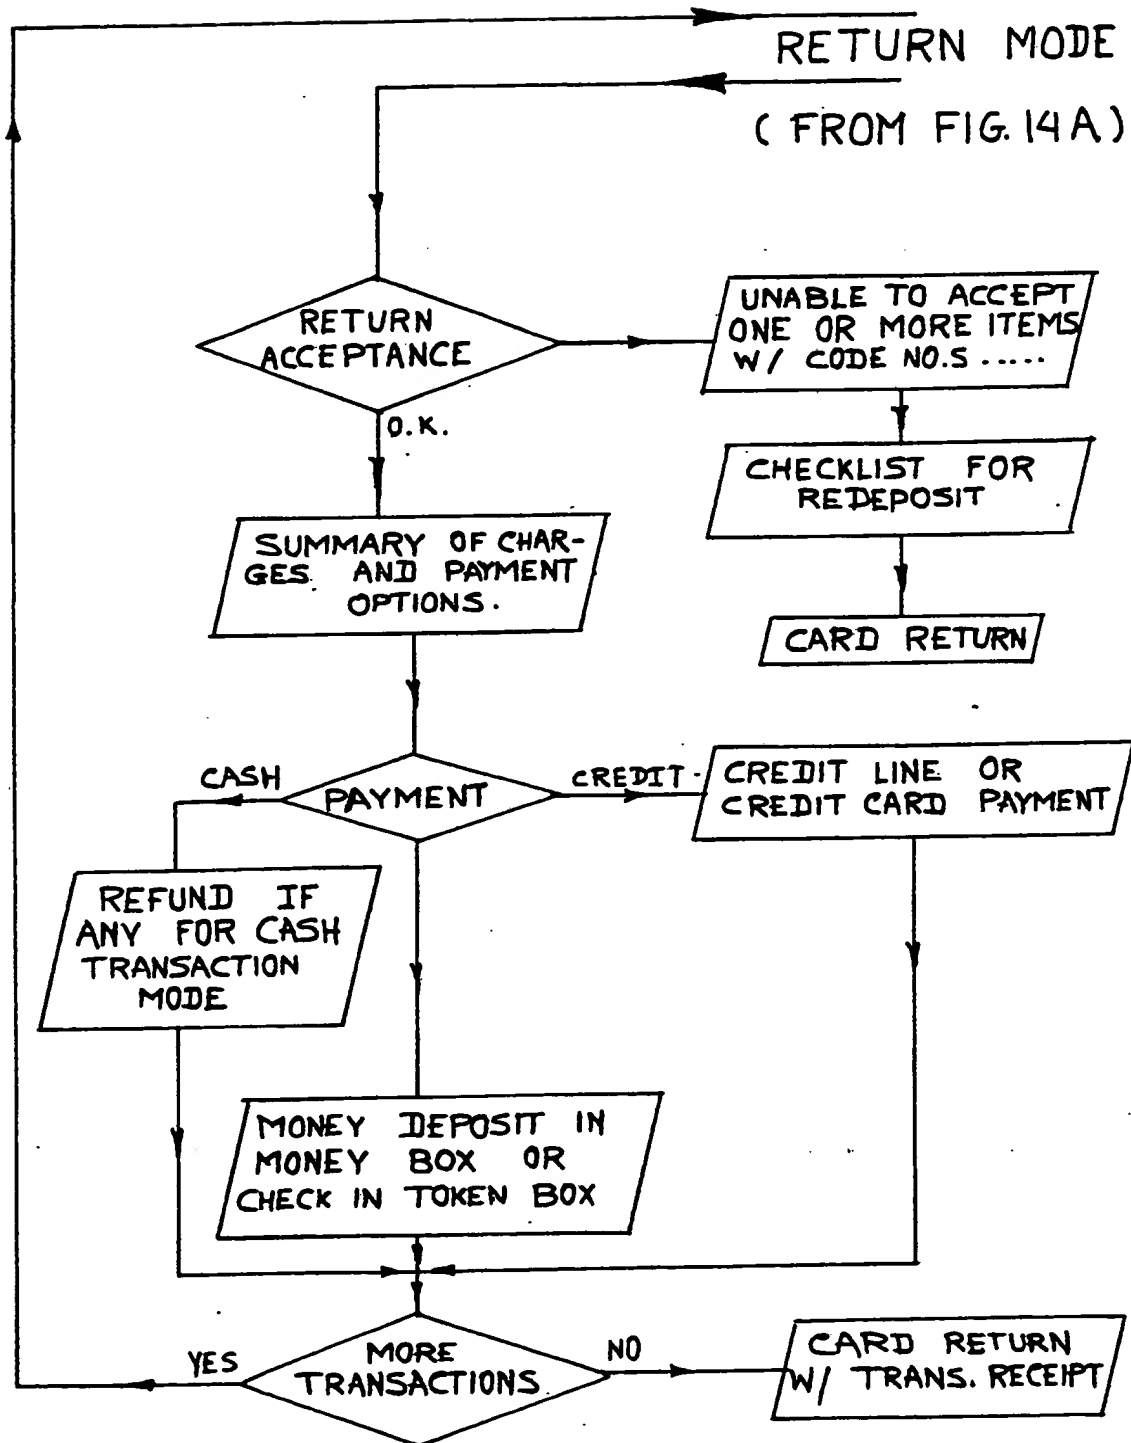 RETURN MODE
(FROM FIG. 14A)
RETURN
ACCEPTANCE
UNABLE TO ACCEPT
ONE OR MORE ITEMS
W/ CODE NO.S .....
O.K.
CHECKLIST FOR
REDEPOSIT
SUMMARY OF CHAR-
GES AND PAYMENT
OPTIONS.
CARD RETURN
CASH
PAYMENT
CREDIT
CREDIT LINE OR
CREDIT CARD PAYMENT
REFUND IF
ANY FOR CASH
TRANSACTION
MODE
MONEY DEPOSIT IN
MONEY BOX OR
CHECK IN TOKEN BOX
YES
MORE
TRANSACTIONS
NO
CARD RETURN
W/ TRANS. RECEIPT